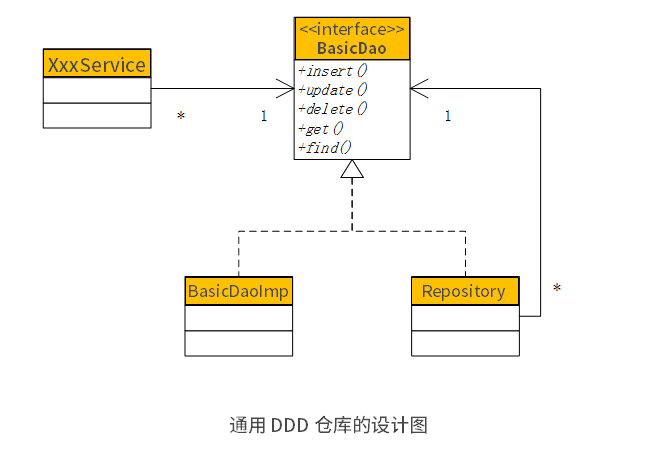 <<interface>>
BasicDao
+insert()
+update()
+delete()
+get()
+find()
XxxService
*
1
1
BasicDaoImp
Repository
*
通用 DDD 仓库的设计图